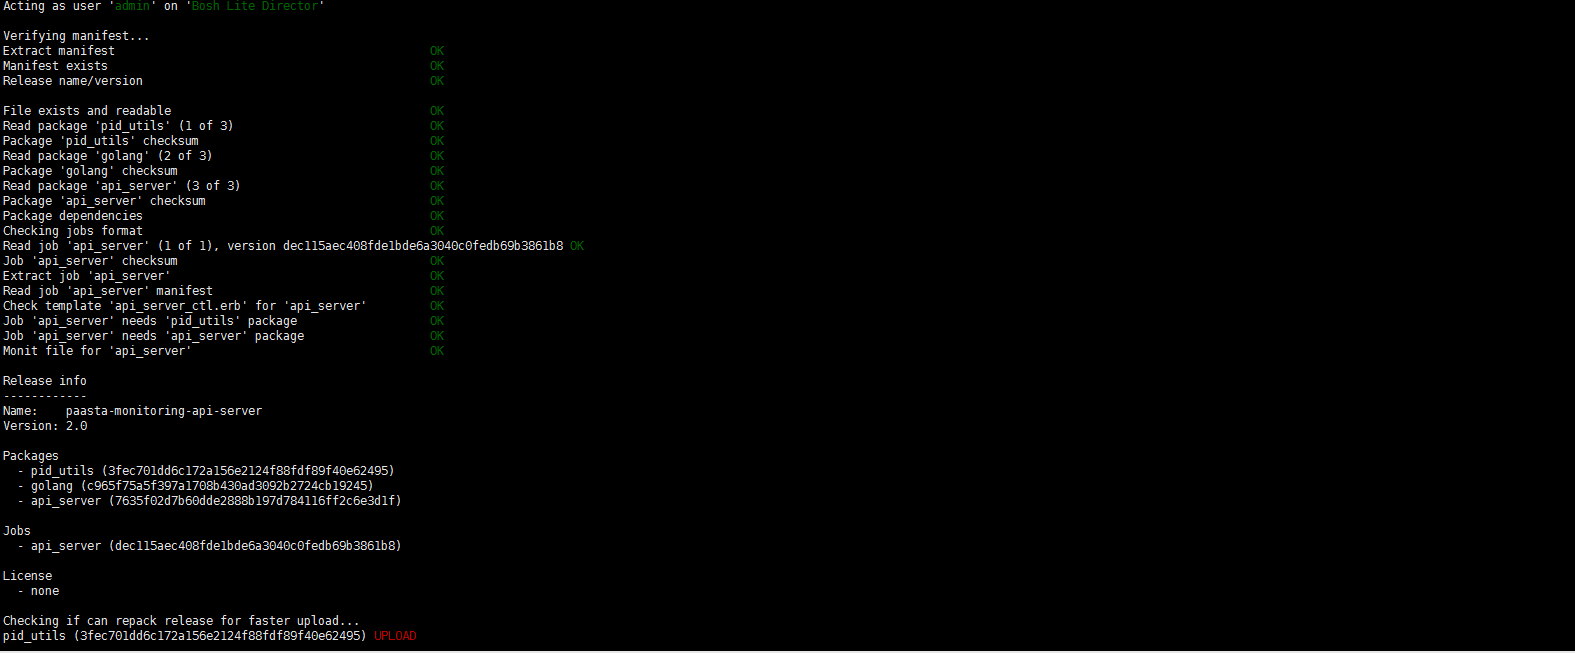 Acting as user 'admin' on 'Bosh Lite Director'
Verifying manifest...
Extract manifest OK
Manifest exists OK
Release name/version OK
File exists and readable OK
Read package 'pid_utils' (1 of 3) OK
Package 'pid_utils' checksum OK
Read package 'golang' (2 of 3) OK
Package 'golang' checksum OK
Read package 'api_server' (3 of 3) OK
Package 'api_server' checksum OK
Package dependencies OK
Checking jobs format OK
Read job 'api_server' (1 of 1), version dec115aec408fde1bde6a3040c0fedb69b3861b8 OK
Job 'api_server' checksum OK
Extract job 'api_server' OK
Read job 'api_server' manifest OK
Check template 'api_server_ctl.erb' for 'api_server' OK
Job 'api_server' needs 'pid_utils' package OK
Job 'api_server' needs 'api_server' package OK
Monit file for 'api_server' OK
Release info
------------
Name: paasta-monitoring-api-server
Version: 2.0
Packages
- pid_utils (3fec701dd6c172a156e2124f88fdf89f40e62495)
- golang (c965f75a5f397a1708b430ad3092b2724cb19245)
- api_server (7635f02d7b60dde2888b197d784116ff2c6e3d1f)
Jobs
- api_server (dec115aec408fde1bde6a3040c0fedb69b3861b8)
License
- none
Checking if can repack release for faster upload...
pid_utils (3fec701dd6c172a156e2124f88fdf89f40e62495) UPLOAD